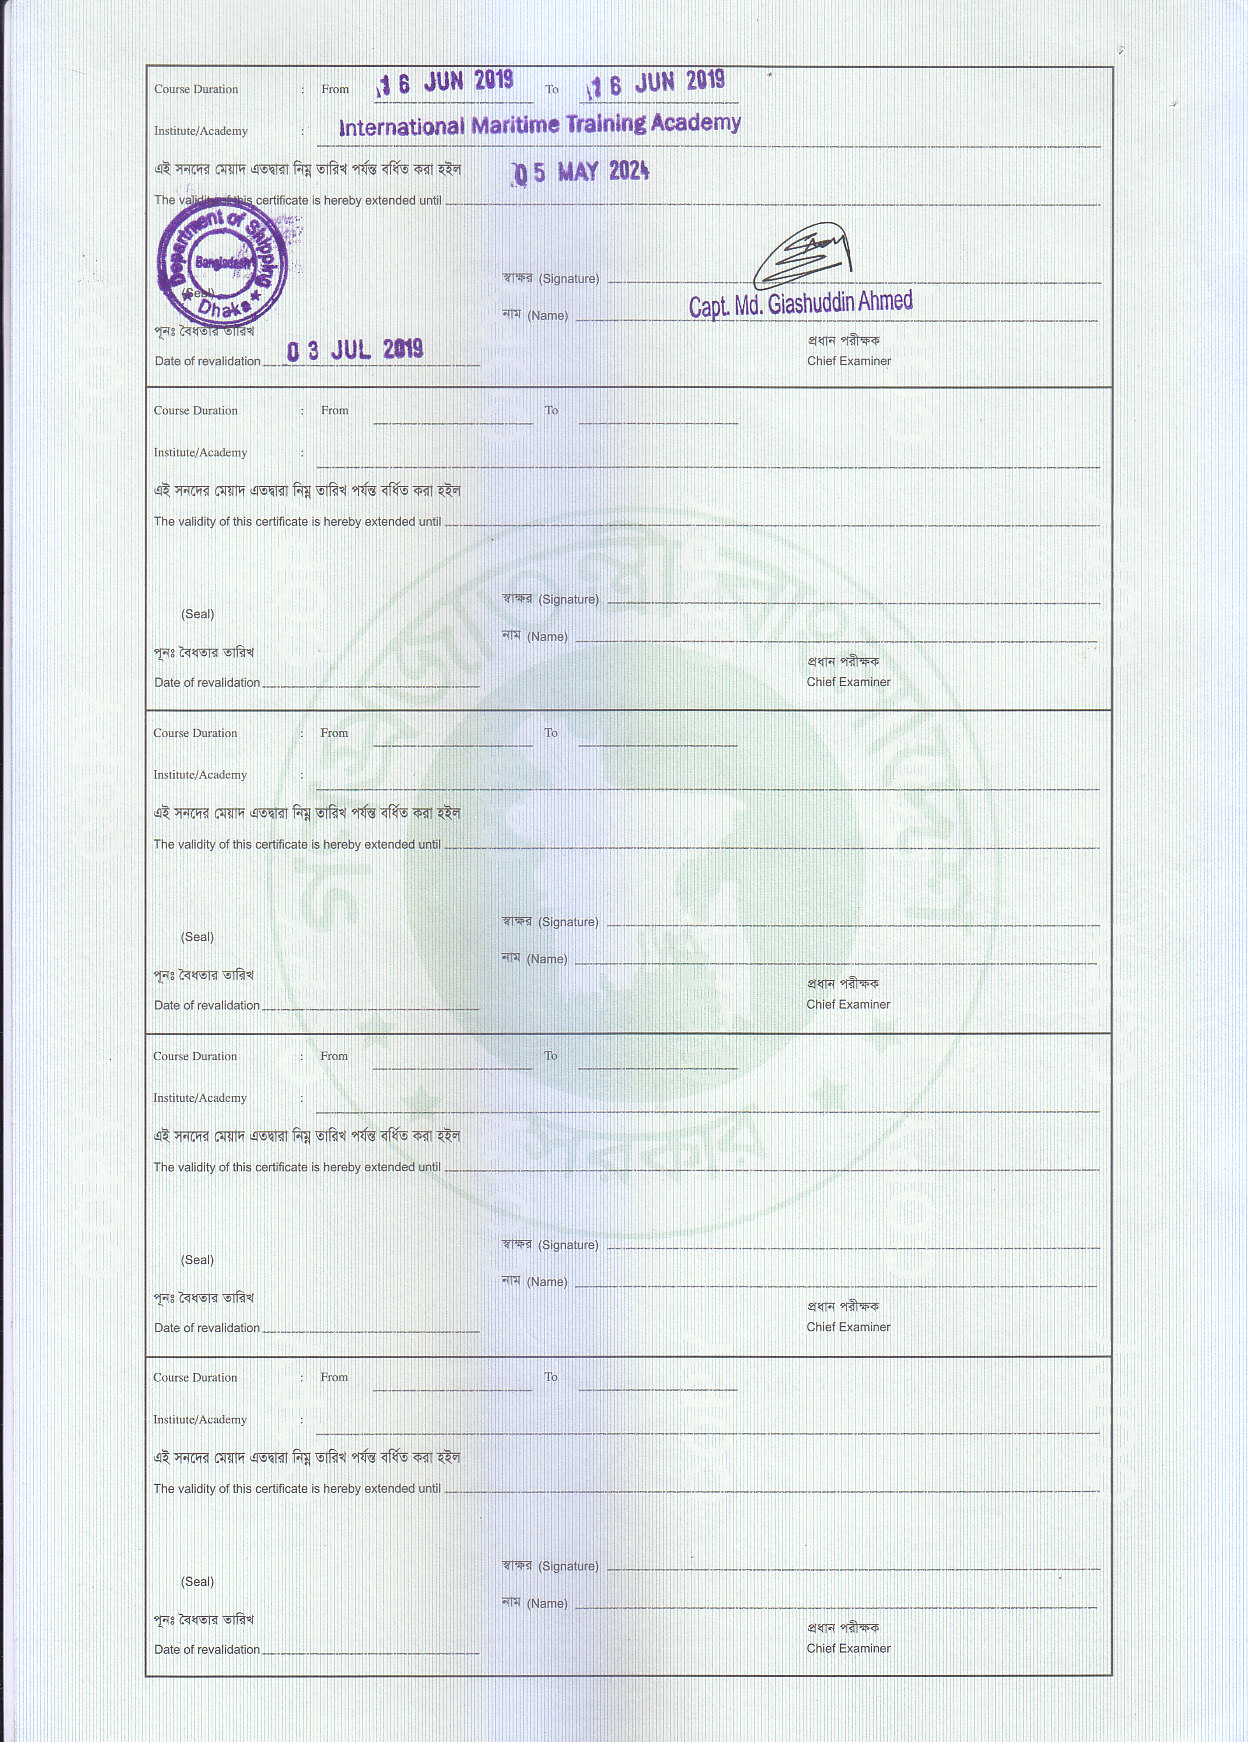 Course Duration : From 16 JUN 2019 To 16 JUN 2019
Institute/Academy : International Maritime Training Academy
এই সনদের মেয়াদ এতদ্বারা নিম্ন তারিখ পর্যন্ত বর্ধিত করা হইল
The validity of this certificate is hereby extended until 05 MAY 2024
Department of Shipping
Bangladesh
Dhaka
(Seal)
স্বাক্ষর (Signature)
নাম (Name) Capt. Md. Giashuddin Ahmed
পুনঃ বৈধতার তারিখ
প্রধান পরীক্ষক
Date of revalidation 03 JUL 2019
Chief Examiner
Course Duration : From To
Institute/Academy :
এই সনদের মেয়াদ এতদ্বারা নিম্ন তারিখ পর্যন্ত বর্ধিত করা হইল
The validity of this certificate is hereby extended until
স্বাক্ষর (Signature)
(Seal)
নাম (Name)
পুনঃ বৈধতার তারিখ
প্রধান পরীক্ষক
Date of revalidation
Chief Examiner
Course Duration : From To
Institute/Academy :
এই সনদের মেয়াদ এতদ্বারা নিম্ন তারিখ পর্যন্ত বর্ধিত করা হইল
The validity of this certificate is hereby extended until
স্বাক্ষর (Signature)
(Seal)
নাম (Name)
পুনঃ বৈধতার তারিখ
প্রধান পরীক্ষক
Date of revalidation
Chief Examiner
Course Duration : From To
Institute/Academy :
এই সনদের মেয়াদ এতদ্বারা নিম্ন তারিখ পর্যন্ত বর্ধিত করা হইল
The validity of this certificate is hereby extended until
স্বাক্ষর (Signature)
(Seal)
নাম (Name)
পুনঃ বৈধতার তারিখ
প্রধান পরীক্ষক
Date of revalidation
Chief Examiner
Course Duration : From To
Institute/Academy :
এই সনদের মেয়াদ এতদ্বারা নিম্ন তারিখ পর্যন্ত বর্ধিত করা হইল
The validity of this certificate is hereby extended until
স্বাক্ষর (Signature)
(Seal)
নাম (Name)
পুনঃ বৈধতার তারিখ
প্রধান পরীক্ষক
Date of revalidation
Chief Examiner
গণপ্রজাতন্ত্রী বাংলাদেশ
সরকার